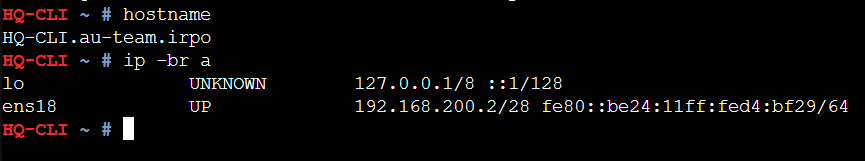 HQ-CLI ~ # hostname
HQ-CLI.au-team.irpo
HQ-CLI ~ # ip -br a
lo UNKNOWN 127.0.0.1/8 ::1/128
ens18 UP 192.168.200.2/28 fe80::be24:11ff:fed4:bf29/64
HQ-CLI ~ #